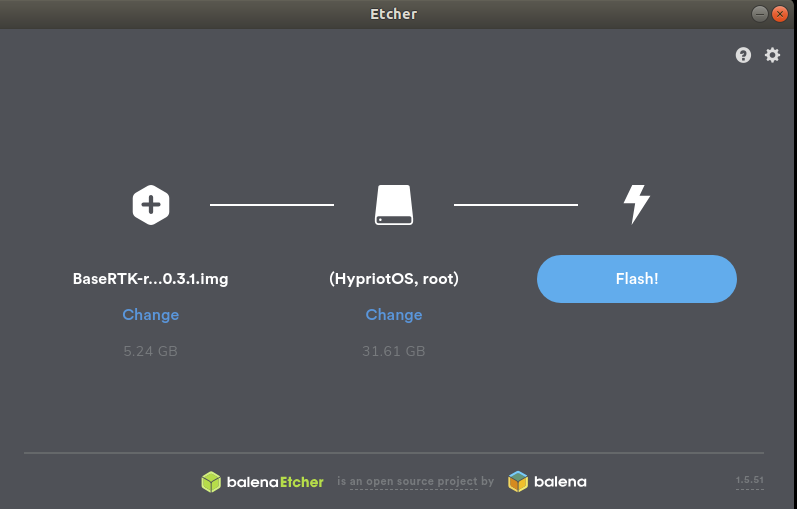 Etcher
BaseRTK-r...0.3.1.img
(HypriotOS, root)
Flash!
Change
Change
5.24 GB
31.61 GB
balenaEtcher is an open source project by balena
1.5.51